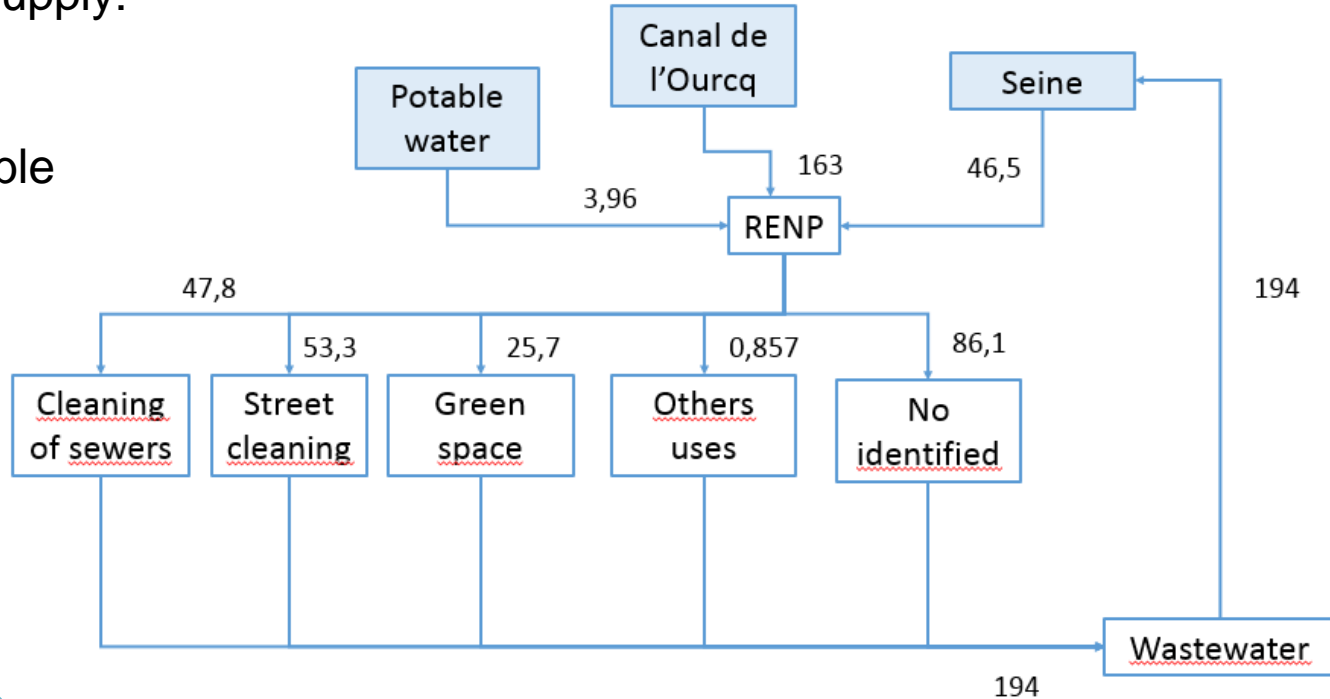 upply:
ble
Canal de
l'Ourcq
Potable
water
Seine
163
46,5
3,96
RENP
47,8
194
53,3
25,7
0,857
86,1
Cleaning
of sewers
Street
cleaning
Green
space
Others
uses
No
identified
Wastewater
194